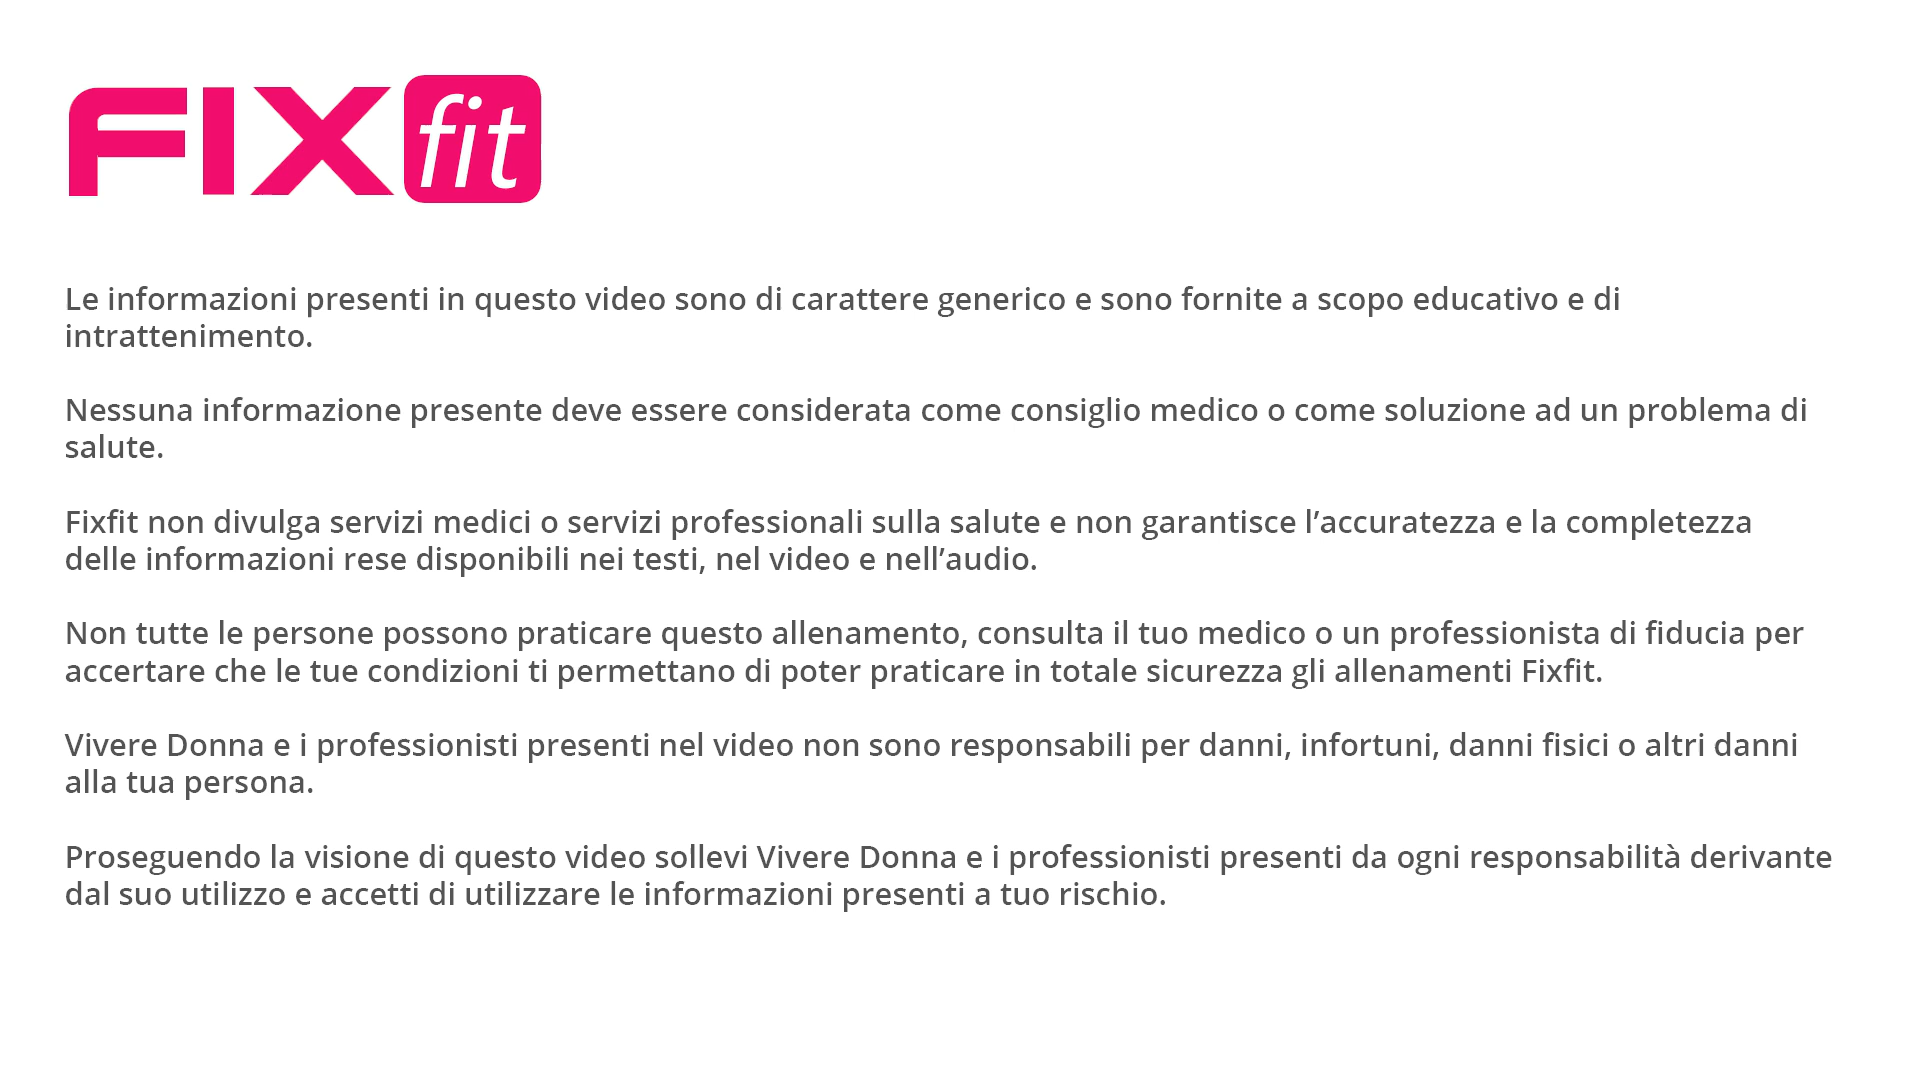 FIXfit
Le informazioni presenti in questo video sono di carattere generico e sono fornite a scopo educativo e di
intrattenimento.
Nessuna informazione presente deve essere considerata come consiglio medico o come soluzione ad un problema di
salute.
Fixfit non divulga servizi medici o servizi professionali sulla salute e non garantisce l’accuratezza e la completezza
delle informazioni rese disponibili nei testi, nel video e nell’audio.
Non tutte le persone possono praticare questo allenamento, consulta il tuo medico o un professionista di fiducia per
accertare che le tue condizioni ti permettano di poter praticare in totale sicurezza gli allenamenti Fixfit.
Vivere Donna e i professionisti presenti nel video non sono responsabili per danni, infortuni, danni fisici o altri danni
alla tua persona.
Proseguendo la visione di questo video sollevi Vivere Donna e i professionisti presenti da ogni responsabilità derivante
dal suo utilizzo e accetti di utilizzare le informazioni presenti a tuo rischio.